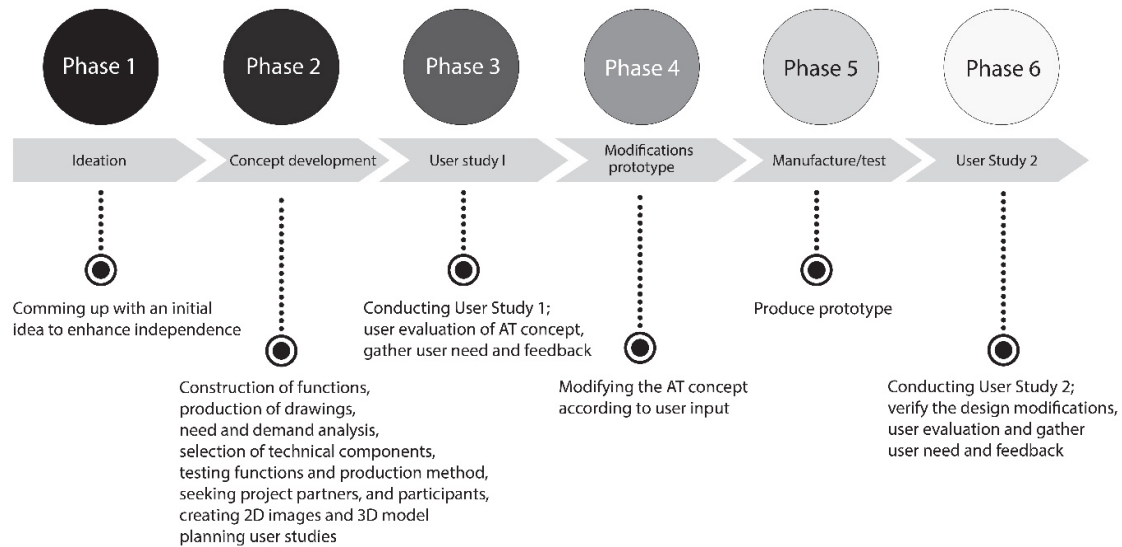 Phase 1
Phase 2
Phase 3
Phase 4
Phase 5
Phase 6
Ideation
Concept development
User study I
Modifications
prototype
Manufacture/test
User Study 2
Comming up with an initial
idea to enhance independence
Construction of functions,
production of drawings,
need and demand analysis,
selection of technical components,
testing functions and production method,
seeking project partners, and participants,
creating 2D images and 3D model
planning user studies
Conducting User Study 1;
user evaluation of AT concept,
gather user need and feedback
Modifying the AT concept
according to user input
Produce prototype
Conducting User Study 2;
verify the design modifications,
user evaluation and gather
user need and feedback